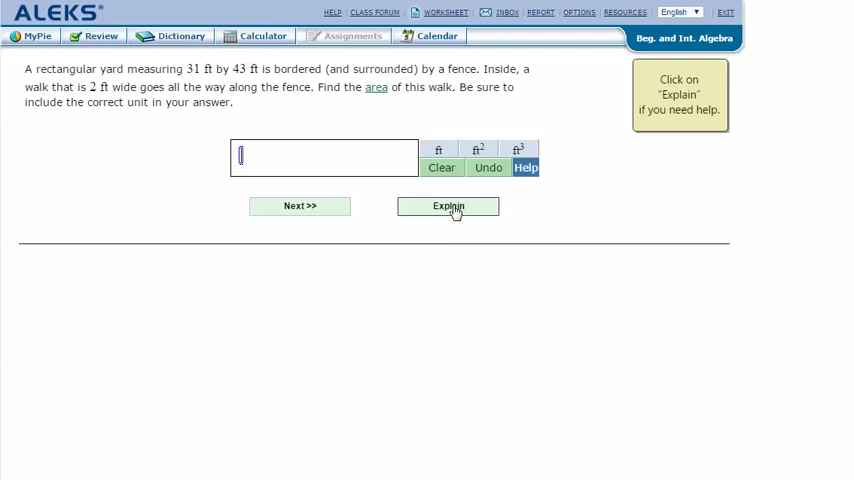 ALEKS®
HELP | CLASS FORUM WORKSHEET INBOX | REPORT | OPTIONS | RESOURCES English ▼ EXIT
MyPie Review Dictionary Calculator Assignments Calendar
Beg. and Int. Algebra
A rectangular yard measuring 31 ft by 43 ft is bordered (and surrounded) by a fence. Inside, a
walk that is 2 ft wide goes all the way along the fence. Find the area of this walk. Be sure to
include the correct unit in your answer.
Click on
"Explain"
if you need help.
ft ft² ft³
Clear Undo Help
Next >> Explain